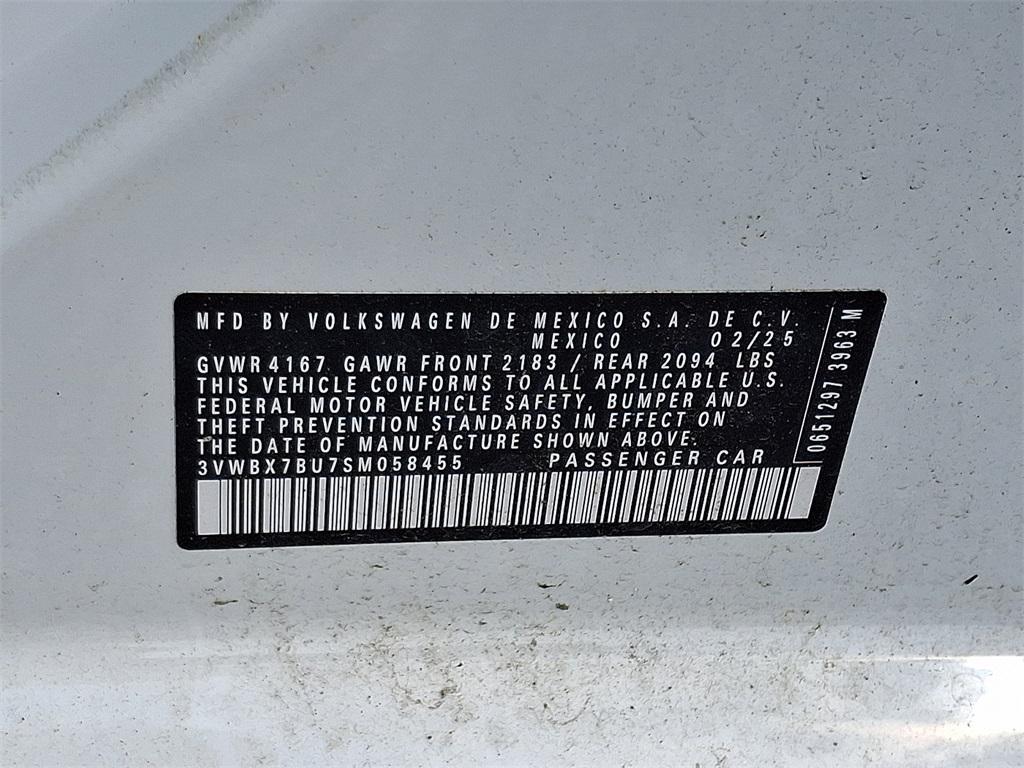 MFD BY VOLKSWAGEN DE MEXICO S.A. DE C.V.
MEXICO 02/25
GVWR 4167 GAWR FRONT 2183 / REAR 2094 LBS
THIS VEHICLE CONFORMS TO ALL APPLICABLE U.S.
FEDERAL MOTOR VEHICLE SAFETY, BUMPER AND
THEFT PREVENTION STANDARDS IN EFFECT ON
THE DATE OF MANUFACTURE SHOWN ABOVE.
3VWBX7BU7SM058455 PASSENGER CAR
0651297 3963 M